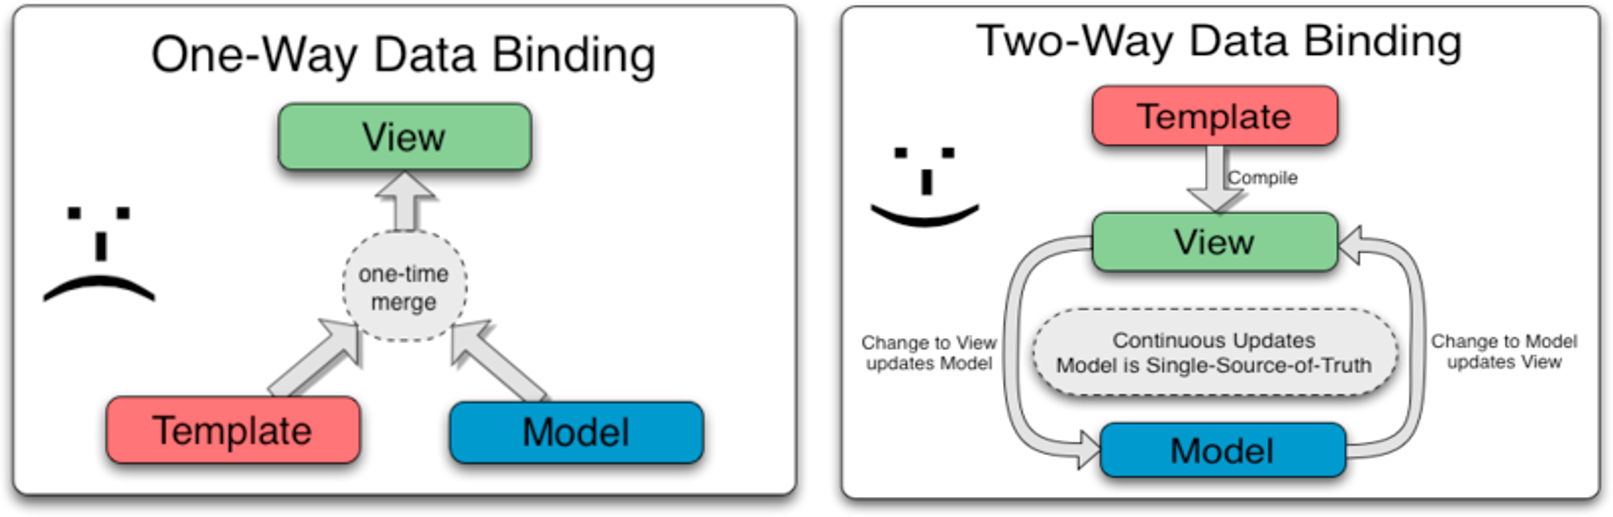 One-Way Data Binding
View
one-time
merge
Template
Model
Two-Way Data Binding
Template
Compile
View
Change to View
updates Model
Continuous Updates
Model is Single-Source-of-Truth
Change to Model
updates View
Model